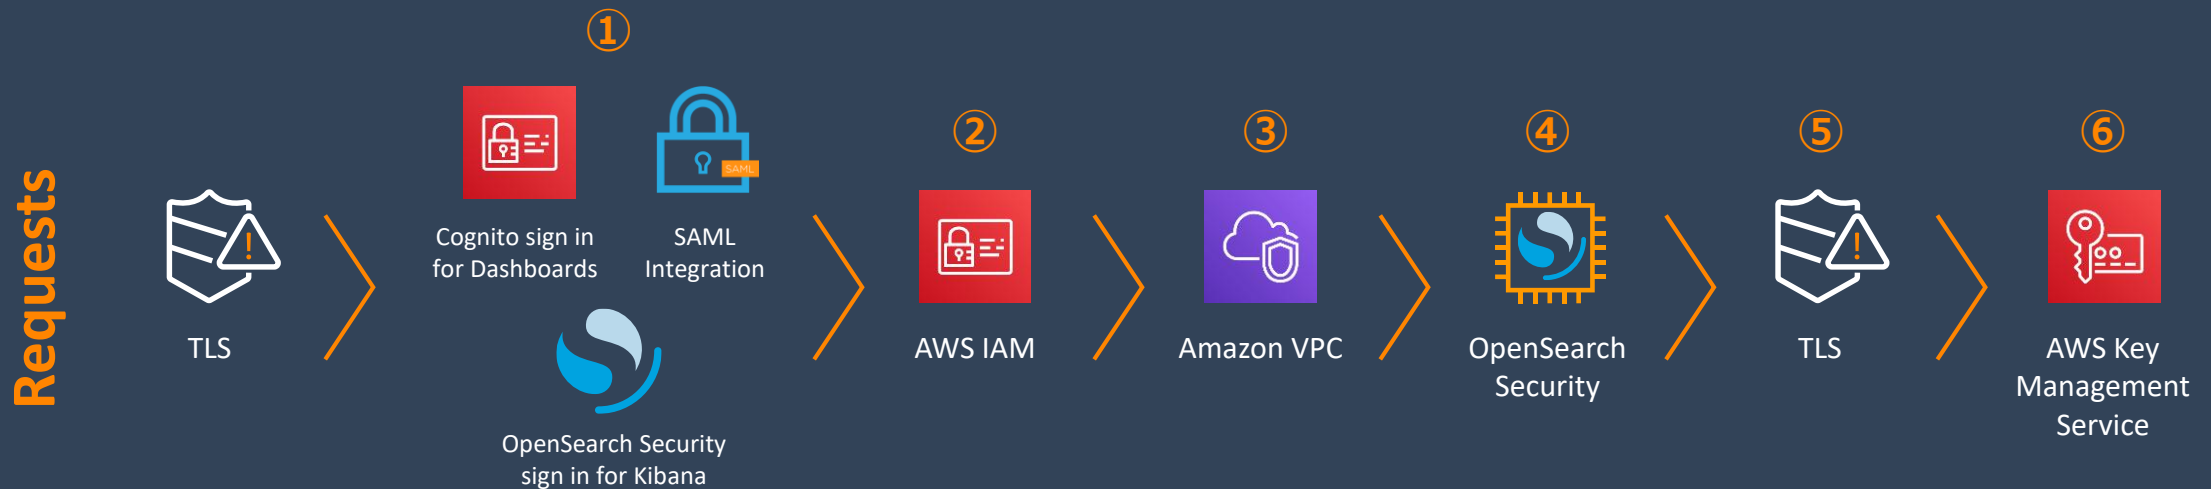 Requests
TLS
①
SAML
Cognito sign in
for Dashboards
SAML
Integration
OpenSearch Security
sign in for Kibana
②
AWS IAM
③
Amazon VPC
④
OpenSearch
Security
⑤
TLS
⑥
AWS Key
Management
Service